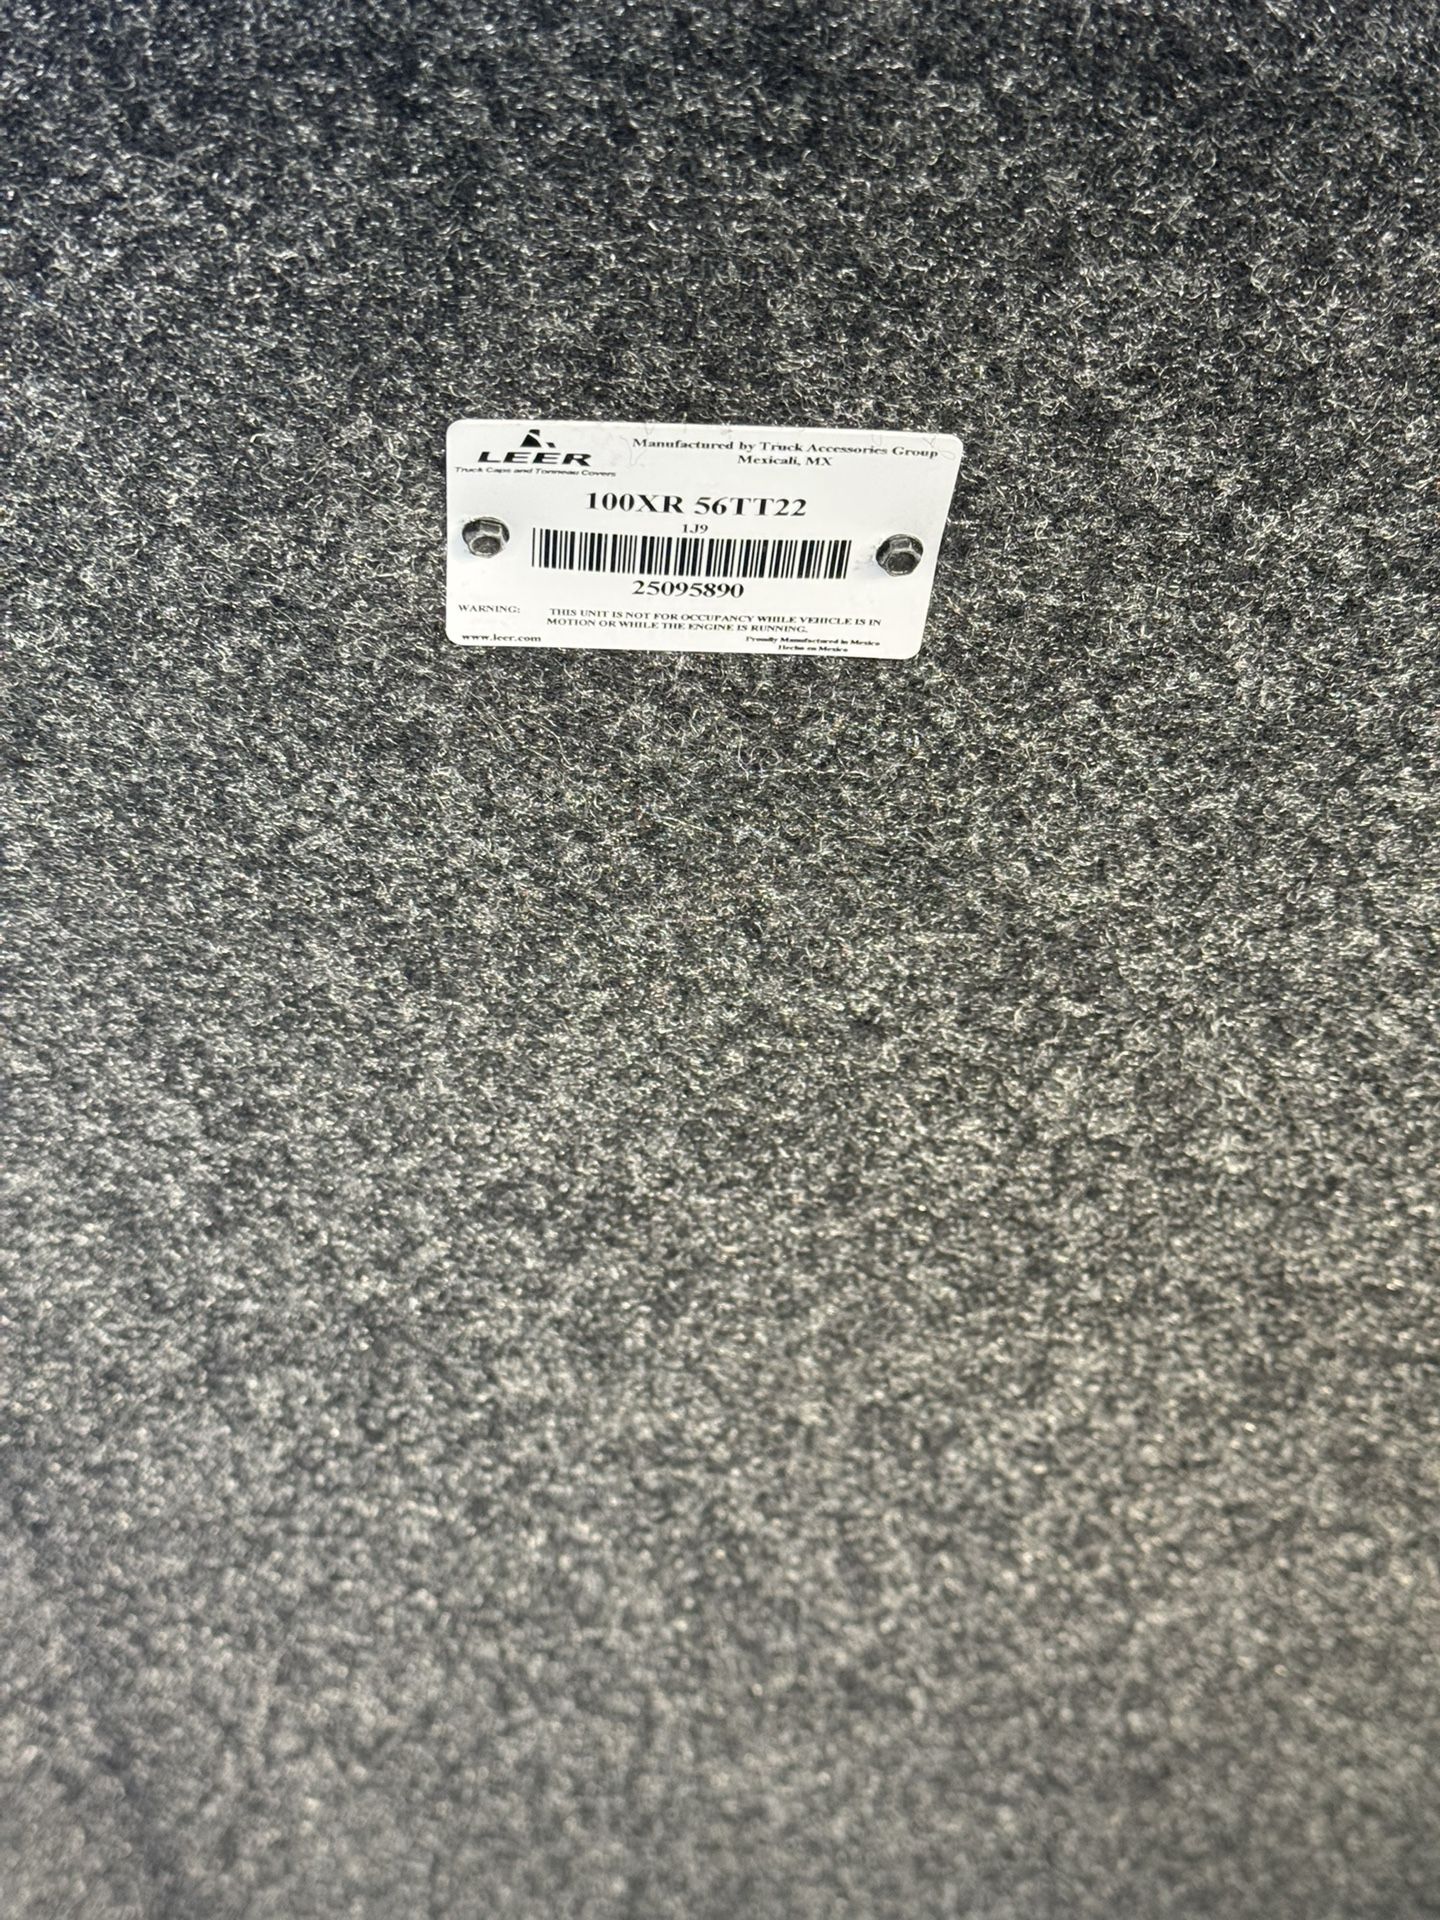 LEER
Truck Caps and Tonneau Covers
Manufactured by Truck Accessories Group
Mexicali, MX
100XR 56TT22
1J9
25095890
WARNING: THIS UNIT IS NOT FOR OCCUPANCY WHILE VEHICLE IS IN
MOTION OR WHILE THE ENGINE IS RUNNING.
www.leer.com
Proudly Manufactured in Mexico
Hecho en Mexico